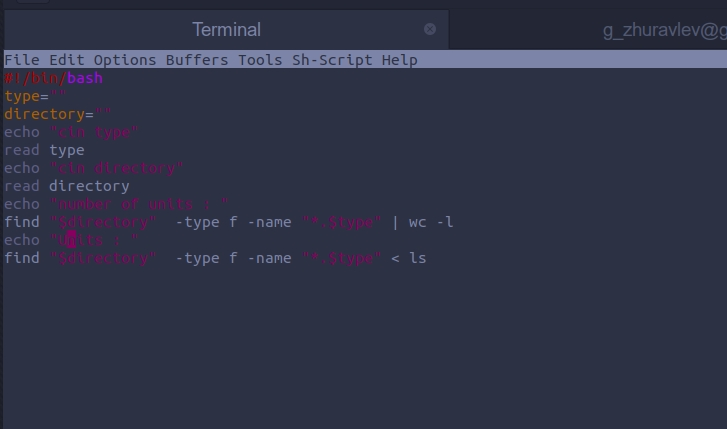 Terminal
g_zhuravlev@g
File Edit Options Buffers Tools Sh-Script Help
#!/bin/bash
type=""
directory=""
echo "cin type"
read type
echo "cin directory"
read directory
echo "number of units : "
find "$directory"  -type f -name "*.$type" | wc -l
echo "Units : "
find "$directory"  -type f -name "*.$type" < ls